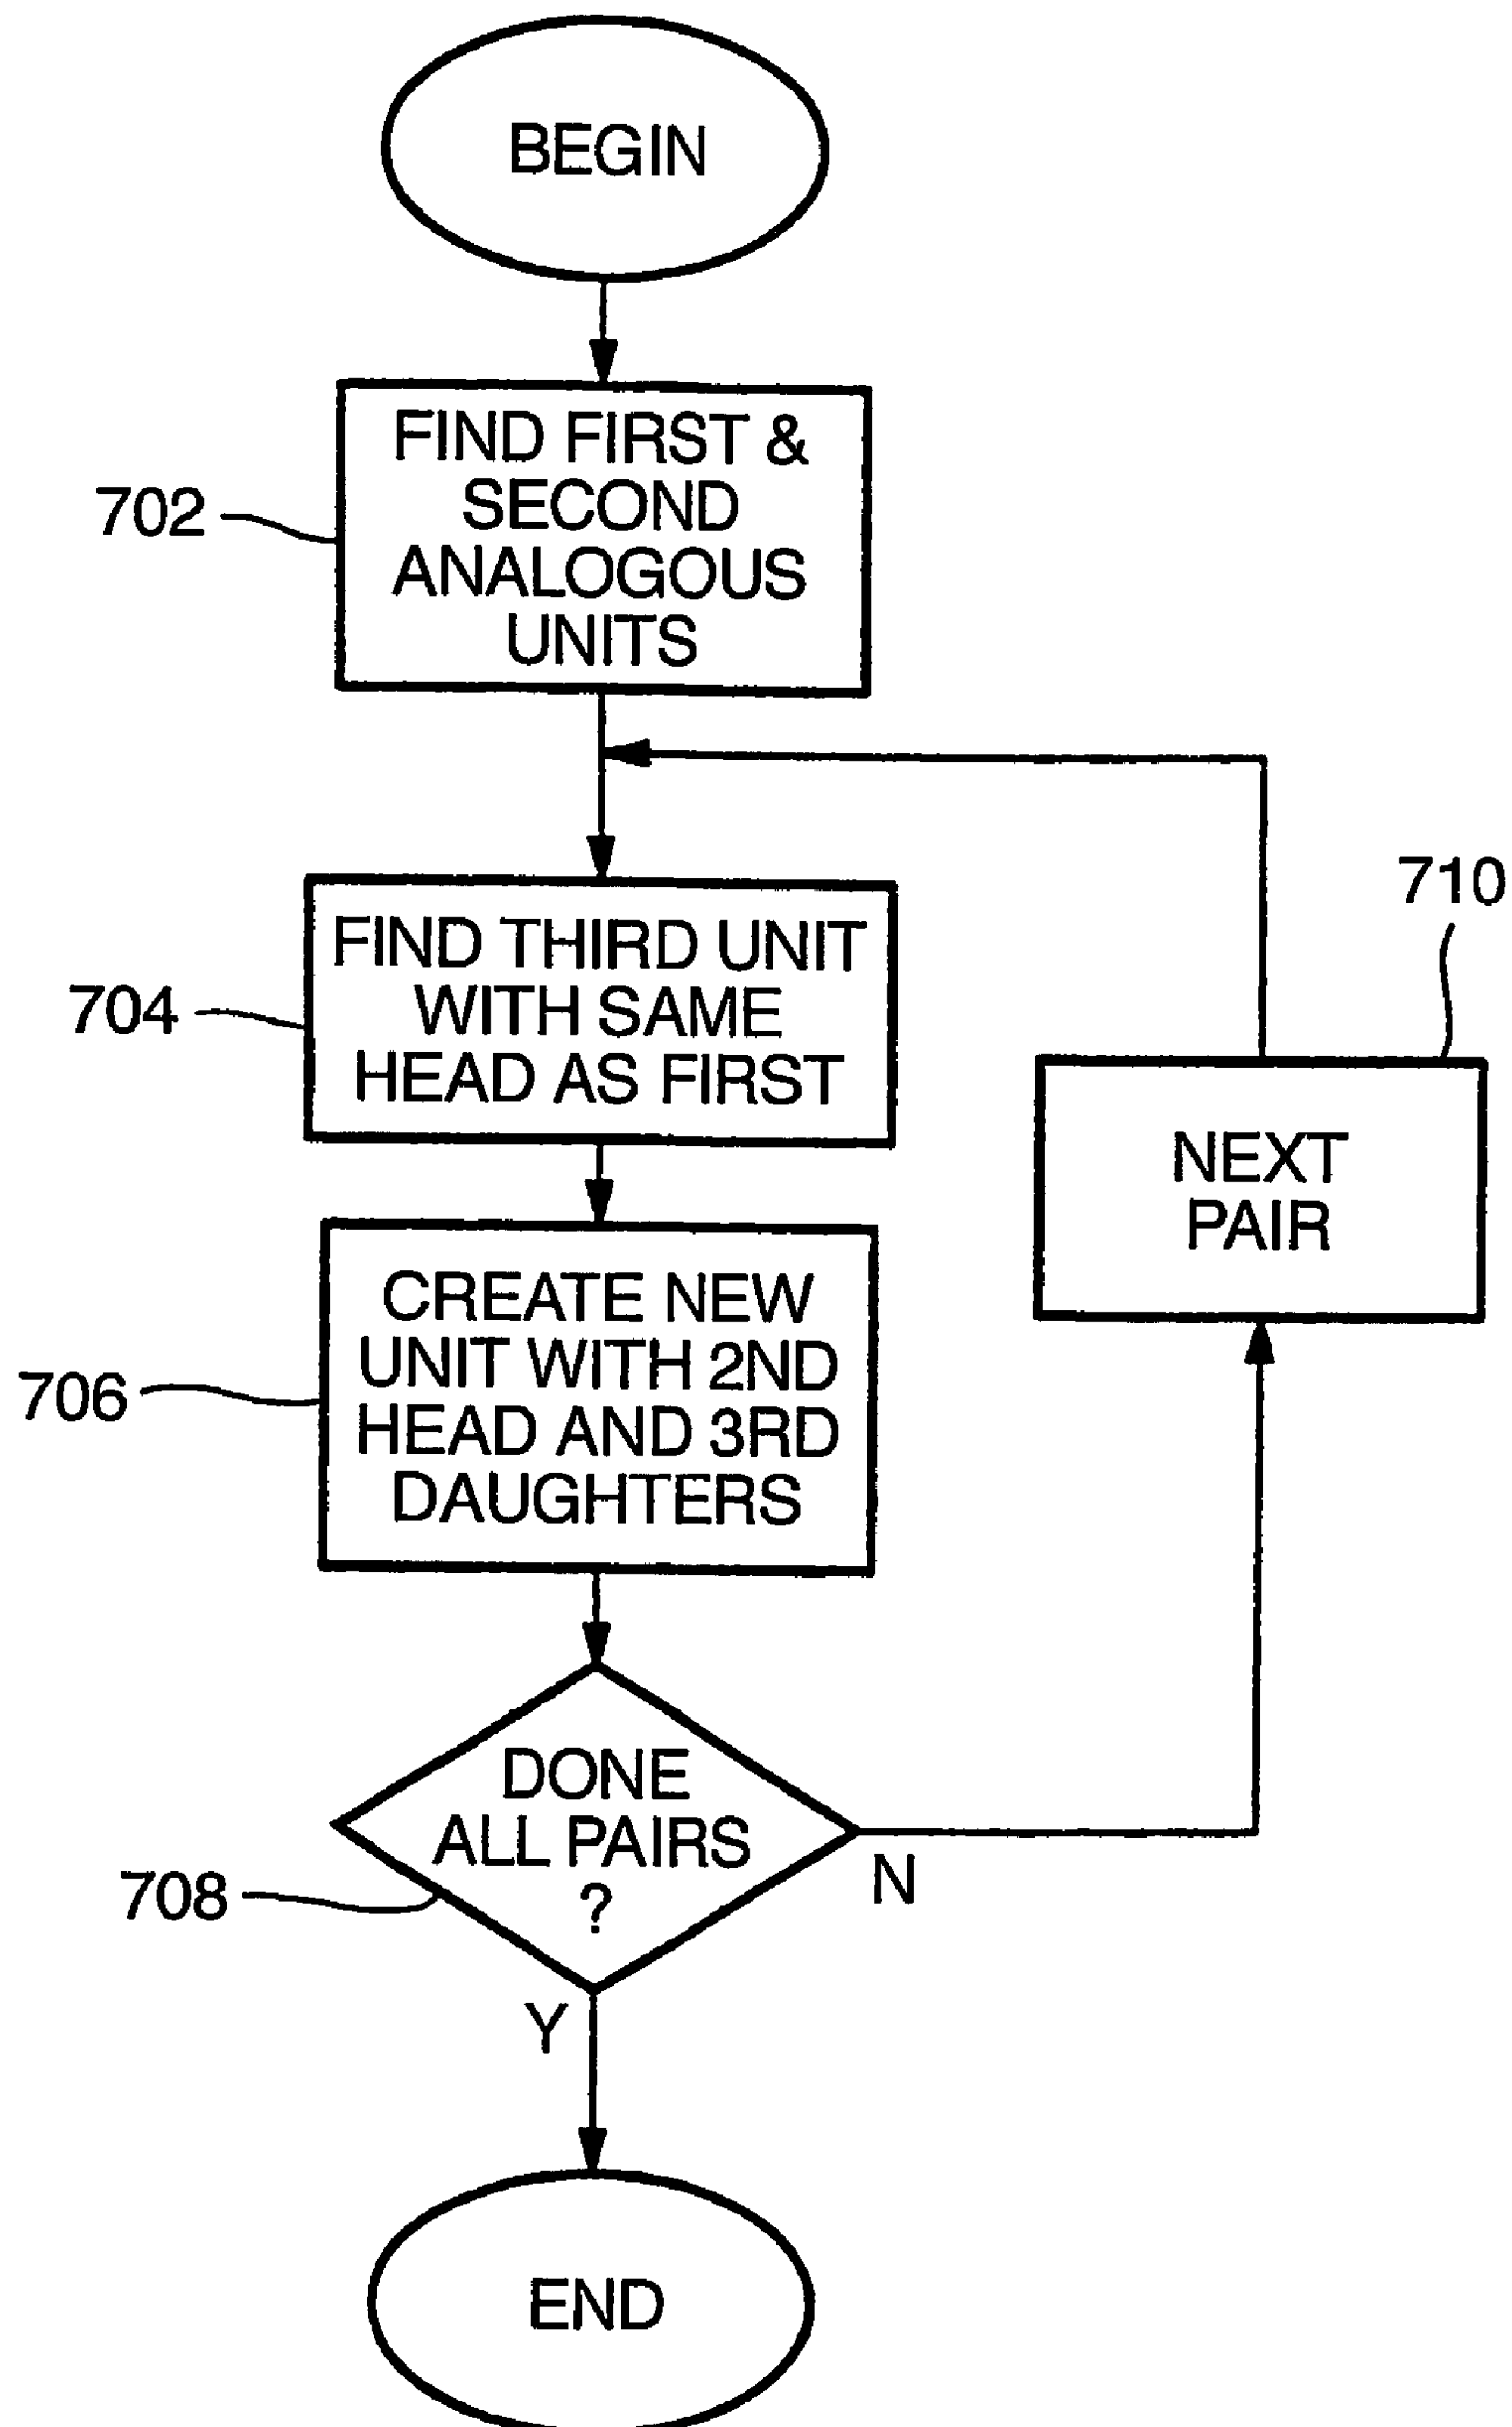 BEGIN
FIND FIRST &
SECOND
ANALOGOUS
UNITS
702
FIND THIRD UNIT
WITH SAME
HEAD AS FIRST
704
710
NEXT
PAIR
CREATE NEW
UNIT WITH 2ND
HEAD AND 3RD
DAUGHTERS
706
DONE
ALL PAIRS
?
708
N
Y
END